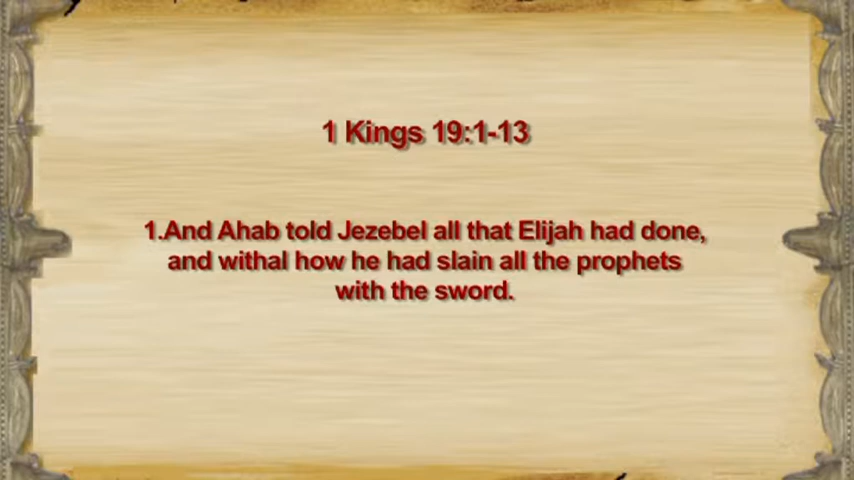 1 Kings 19:1-13
1.And Ahab told Jezebel all that Elijah had done,
and withal how he had slain all the prophets
with the sword.